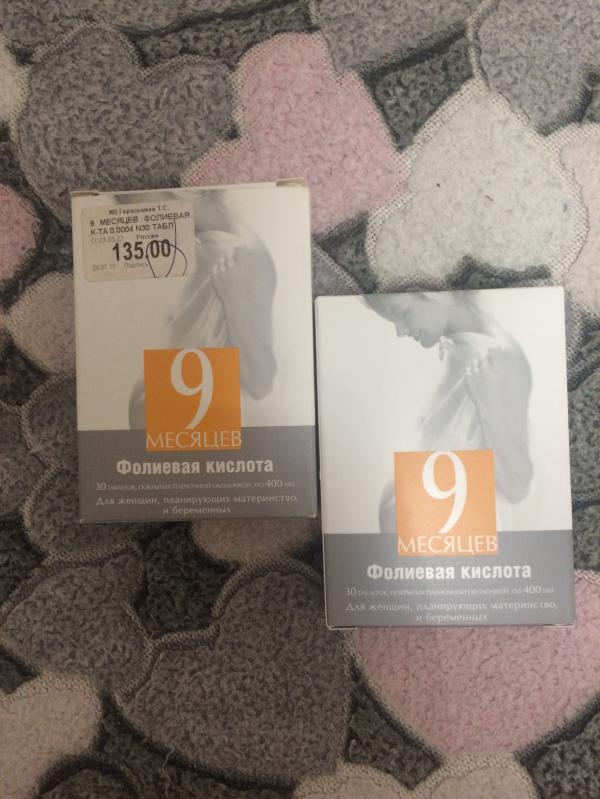 ИП Гераськина Т.С.
9 МЕСЯЦЕВ ФОЛИЕВАЯ
К-ТА 0,0004 N30 ТАБЛ
Россия
135,00
Подпись
9
МЕСЯЦЕВ
Фолиевая кислота
30 ТАБЛЕТОК, ПОКРЫТЫХ ПЛЕНОЧНОЙ ОБОЛОЧКОЙ, ПО 400 МКГ
Для женщин, планирующих материнство,
и беременных
9
МЕСЯЦЕВ
Фолиевая кислота
30 ТАБЛЕТОК, ПОКРЫТЫХ ПЛЕНОЧНОЙ ОБОЛОЧКОЙ, ПО 400 МКГ
Для женщин, планирующих материнство,
и беременных